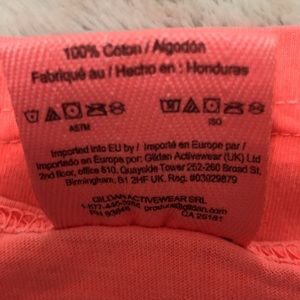 100% Cotton / Algodón
Fabriqué au / Hecho en : Honduras
ASTM
ISO
Imported into EU by / Importé en Europe par /
Importado en Europa por: Gildan Activewear (UK) Ltd
2nd floor, office 810, Quayside Tower 252-260 Broad St.
Birmingham, B1 2HF UK. Reg. #03029879
GILDAN ACTIVEWEAR SRL
CA